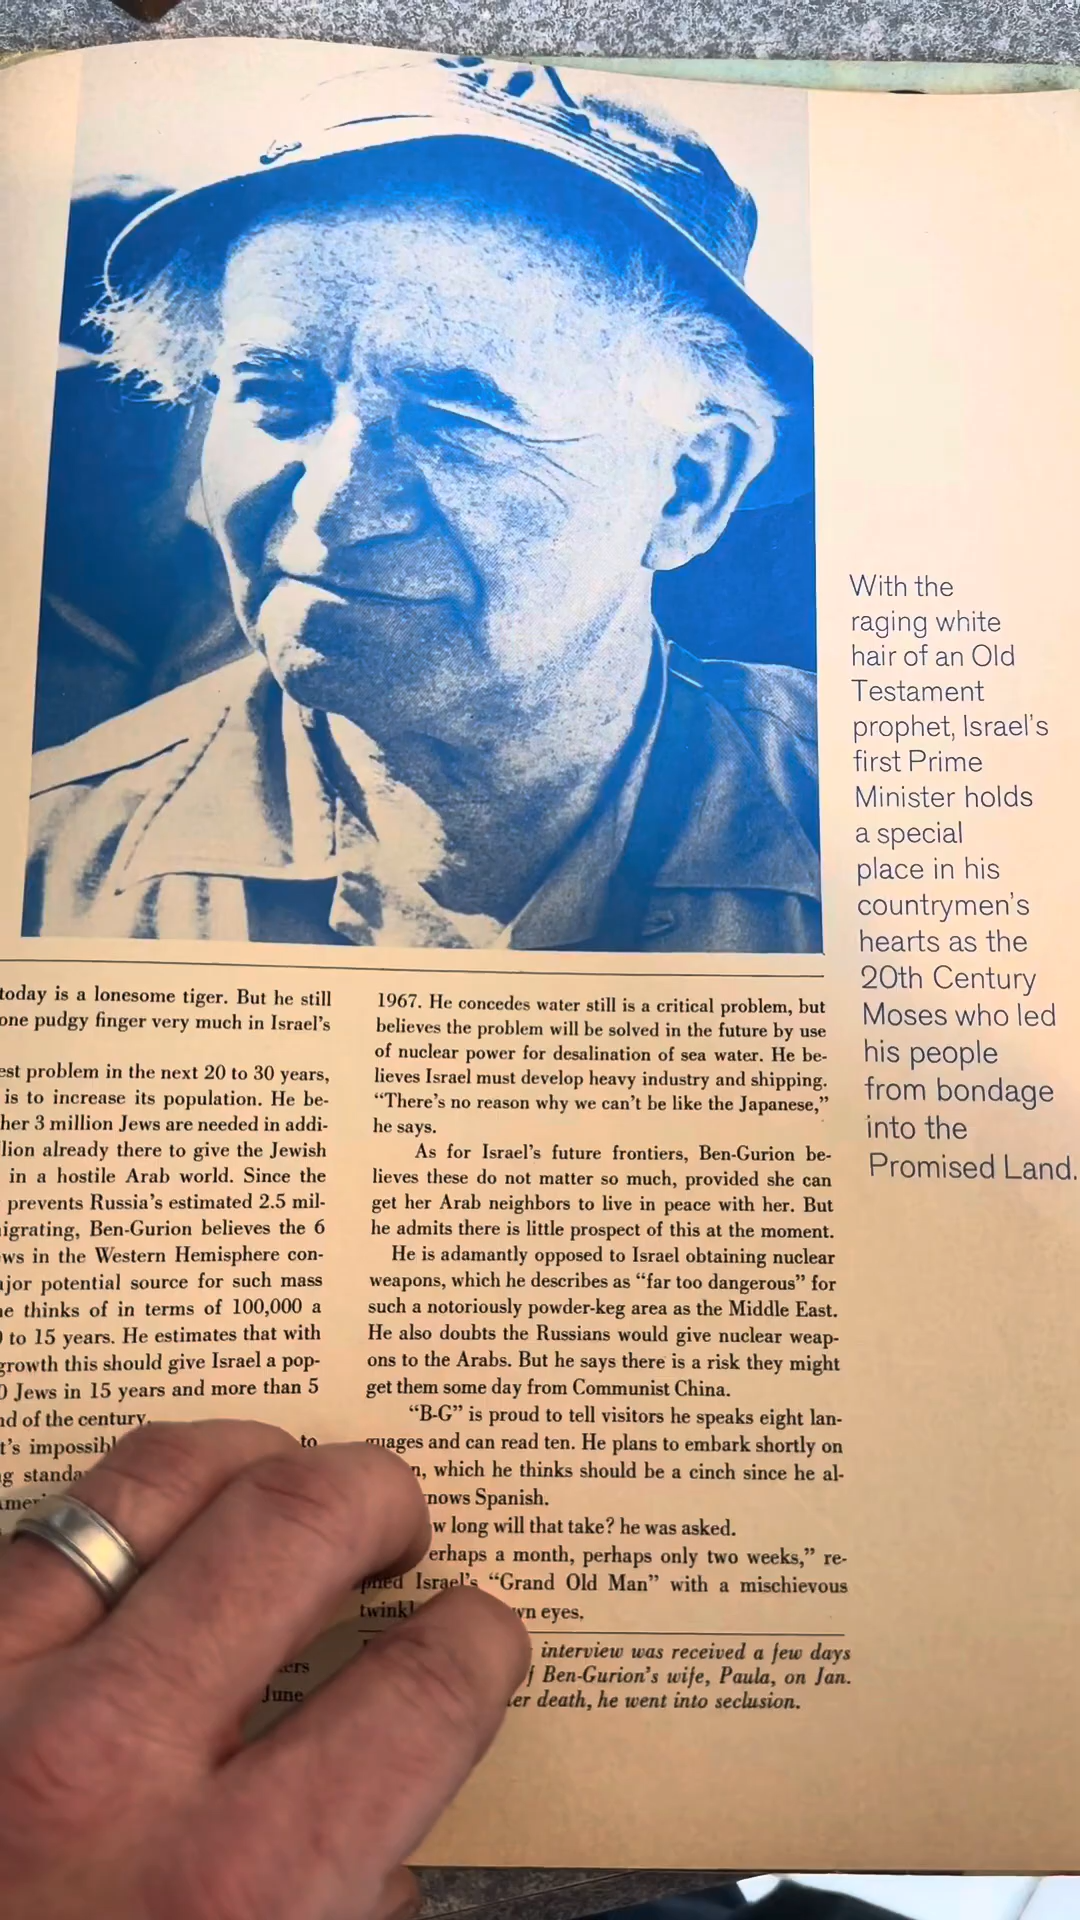 With the
raging white
hair of an Old
Testament
prophet, Israel's
first Prime
Minister holds
a special
place in his
countrymen's
hearts as the
20th Century
Moses who led
his people
from bondage
into the
Promised Land.
today is a lonesome tiger. But he still
one pudgy finger very much in Israel's
est problem in the next 20 to 30 years,
is to increase its population. He be-
her 3 million Jews are needed in addi-
lion already there to give the Jewish
in a hostile Arab world. Since the
prevents Russia's estimated 2.5 mil-
igrating, Ben-Gurion believes the 6
ws in the Western Hemisphere con-
jor potential source for such mass
he thinks of in terms of 100,000 a
to 15 years. He estimates that with
growth this should give Israel a pop-
0 Jews in 15 years and more than 5
nd of the century.
t's to
g
June
1967. He concedes water still is a critical problem, but
believes the problem will be solved in the future by use
of nuclear power for desalination of sea water. He be-
lieves Israel must develop heavy industry and shipping.
“There's no reason why we can't be like the Japanese,”
he says.
As for Israel's future frontiers, Ben-Gurion be-
lieves these do not matter so much, provided she can
get her Arab neighbors to live in peace with her. But
he admits there is little prospect of this at the moment.
He is adamantly opposed to Israel obtaining nuclear
weapons, which he describes as “far too dangerous” for
such a notoriously powder-keg area as the Middle East.
He also doubts the Russians would give nuclear weap-
ons to the Arabs. But he says there is a risk they might
get them some day from Communist China.
“B-G” is proud to tell visitors he speaks eight lan-
guages and can read ten. He plans to embark shortly on
n, which he thinks should be a cinch since he al-
nows Spanish.
w long will that take? he was asked.
erhaps a month, perhaps only two weeks,” re-
plied Israel's “Grand Old Man” with a mischievous
twinkl wn eyes.
interview was received a few days
f Ben-Gurion's wife, Paula, on Jan.
er death, he went into seclusion.